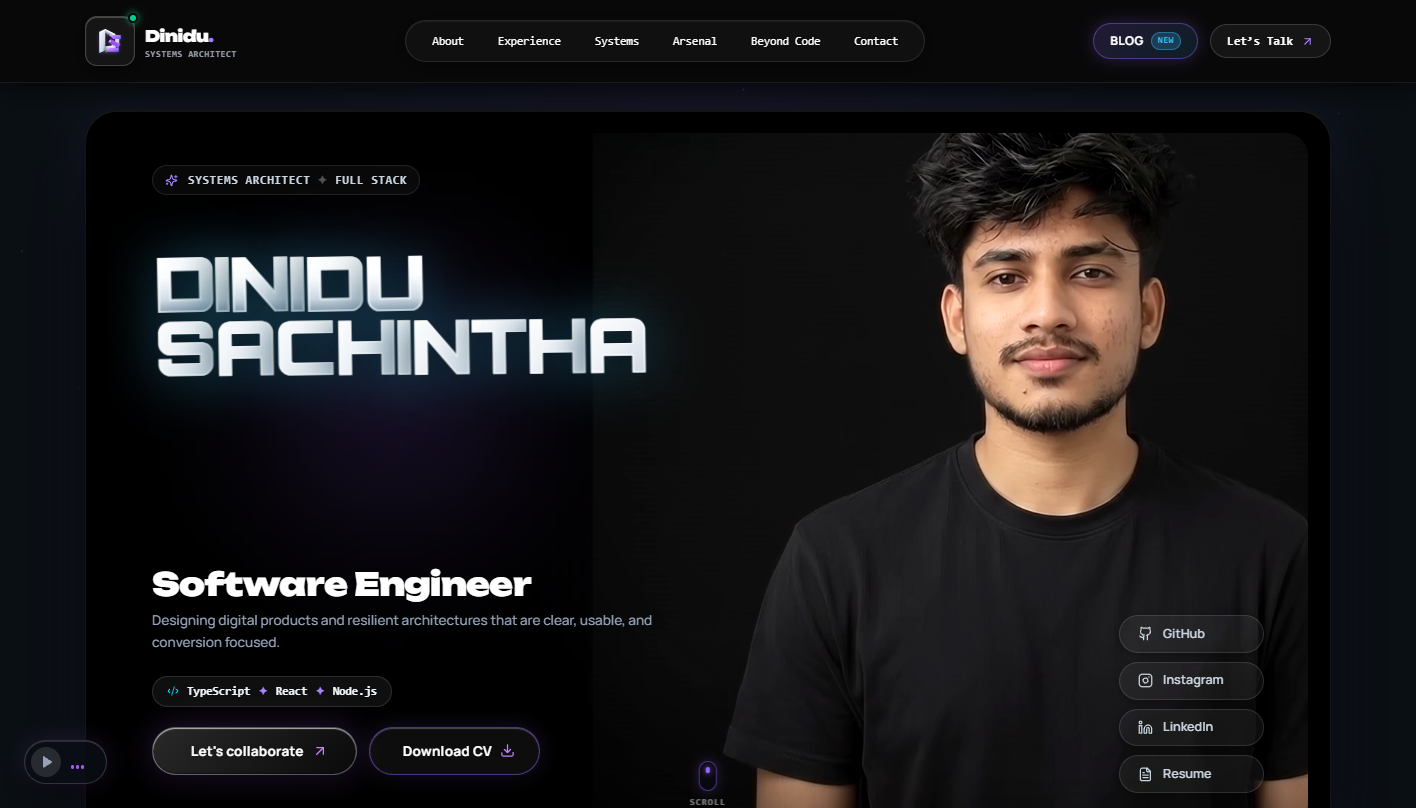 Dinidu.
SYSTEMS ARCHITECT
About Experience Systems Arsenal Beyond Code Contact
BLOG NEW
Let's Talk
SYSTEMS ARCHITECT ✦ FULL STACK
DINIDU
SACHINTHA
Software Engineer
Designing digital products and resilient architectures that are clear, usable, and
conversion focused.
TypeScript ✦ React ✦ Node.js
Let's collaborate
Download CV
...
SCROLL
GitHub
Instagram
LinkedIn
Resume